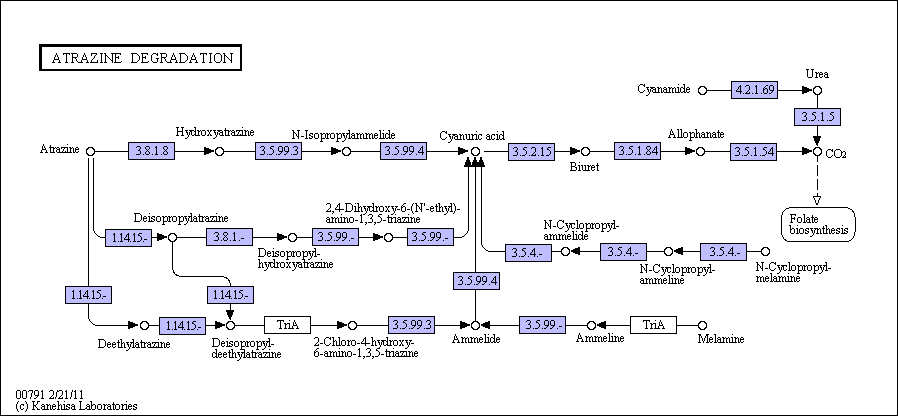 ATRAZINE DEGRADATION
Urea
Cyanamide
4.2.1.69
3.5.1.5
Hydroxyatrazine
N-Isopropylammelide
Cyanuric acid
Allophanate
Atrazine
3.8.1.8
3.5.99.3
3.5.99.4
3.5.2.15
3.5.1.84
3.5.1.54
CO2
Biuret
Deisopropylatrazine
2,4-Dihydroxy-6-(N'-ethyl)-
amino-1,3,5-triazine
Folate
biosynthesis
1.14.15.-
3.8.1.-
3.5.99.-
3.5.99.-
N-Cyclopropyl-
ammelide
Deisopropyl-
hydroxyatrazine
3.5.4.-
3.5.4.-
3.5.4.-
N-Cyclopropyl-
ammeline
N-Cyclopropyl-
melamine
3.5.99.4
1.14.15.-
1.14.15.-
1.14.15.-
TriA
3.5.99.3
3.5.99.-
TriA
Deethylatrazine
Deisopropyl-
deethylatrazine
2-Chloro-4-hydroxy-
6-amino-1,3,5-triazine
Ammelide
Ammeline
Melamine
00791 2/21/11
(c) Kanehisa Laboratories